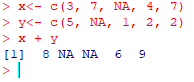 > x<- c(3, 7, NA, 4, 7)
> y<- c(5, NA, 1, 2, 2)
> x + y
[1]  8 NA NA  6  9
>